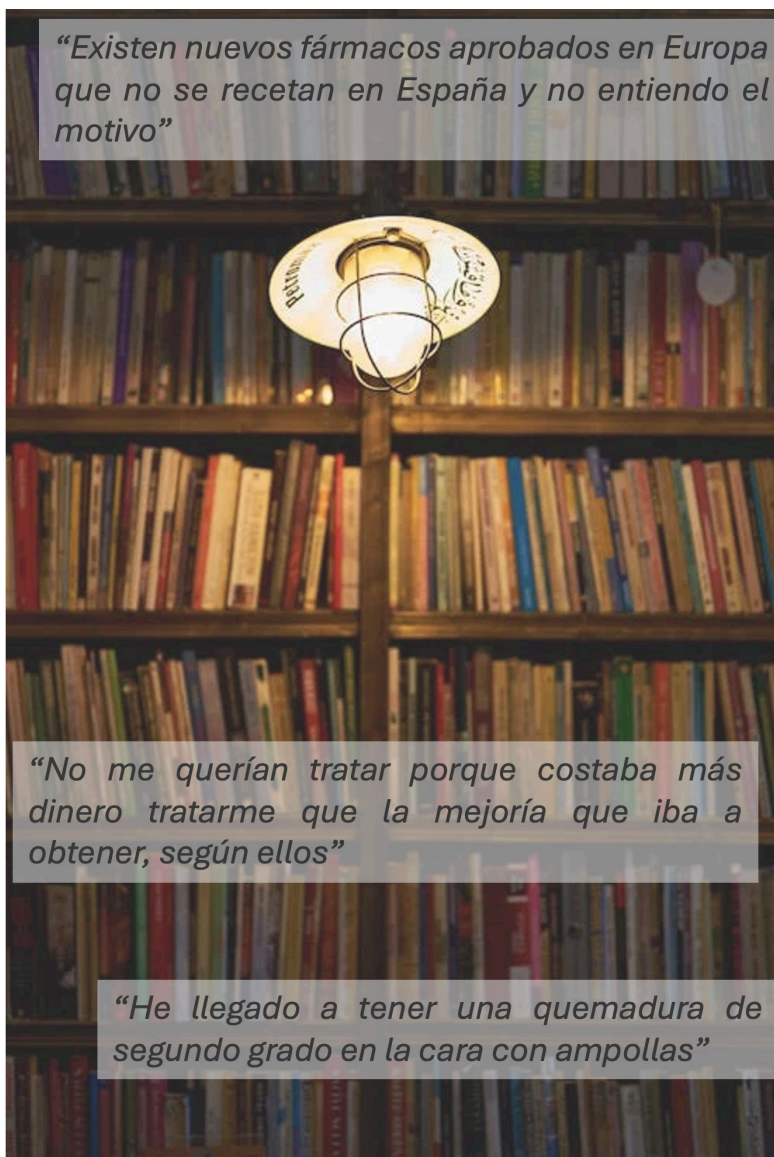 “Existen nuevos fármacos aprobados en Europa
que no se recetan en España y no entiendo el
motivo”
Petromax
“No me querían tratar porque costaba más
dinero tratarme que la mejoría que iba a
obtener, según ellos”
“He llegado a tener una quemadura de
segundo grado en la cara con ampollas”